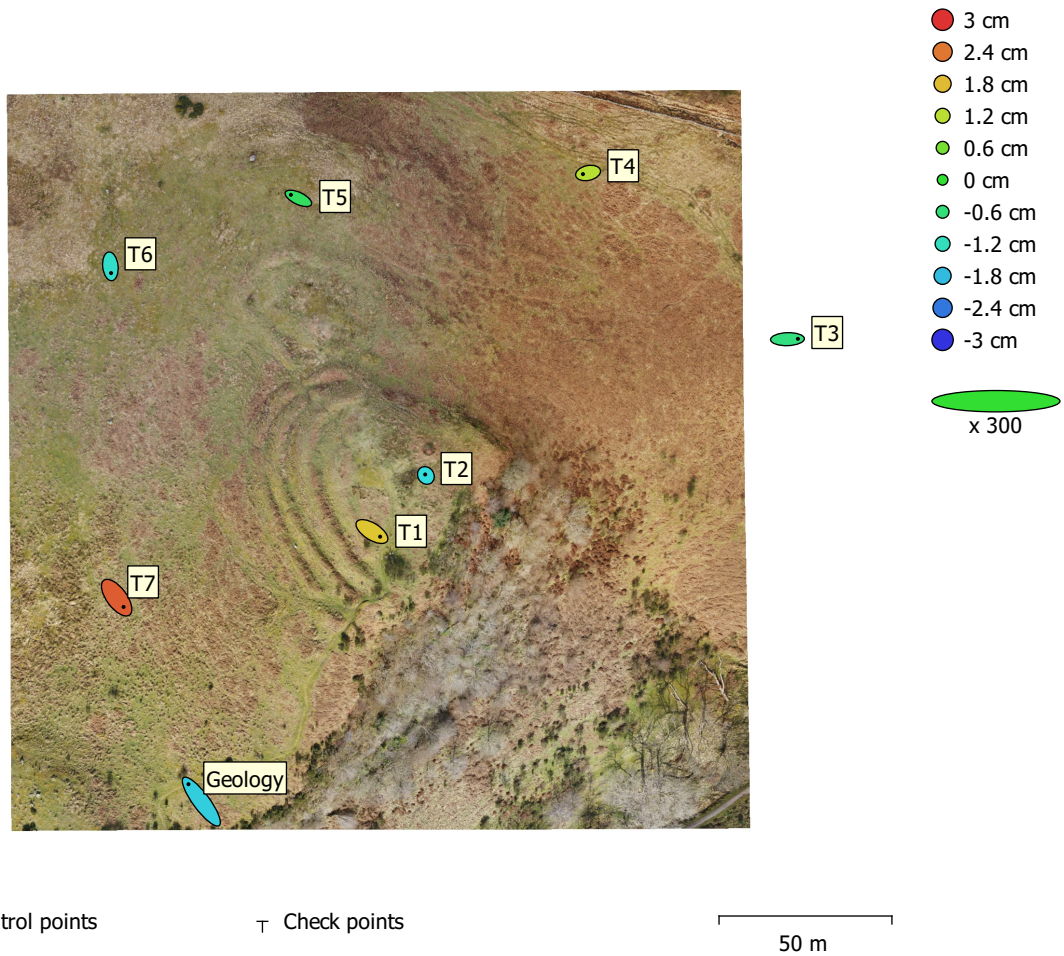 3 cm
2.4 cm
1.8 cm
1.2 cm
0.6 cm
0 cm
-0.6 cm
-1.2 cm
-1.8 cm
-2.4 cm
-3 cm
x 300
T4
T5
T6
T3
T2
T1
T7
Geology
trol points
Check points
50 m